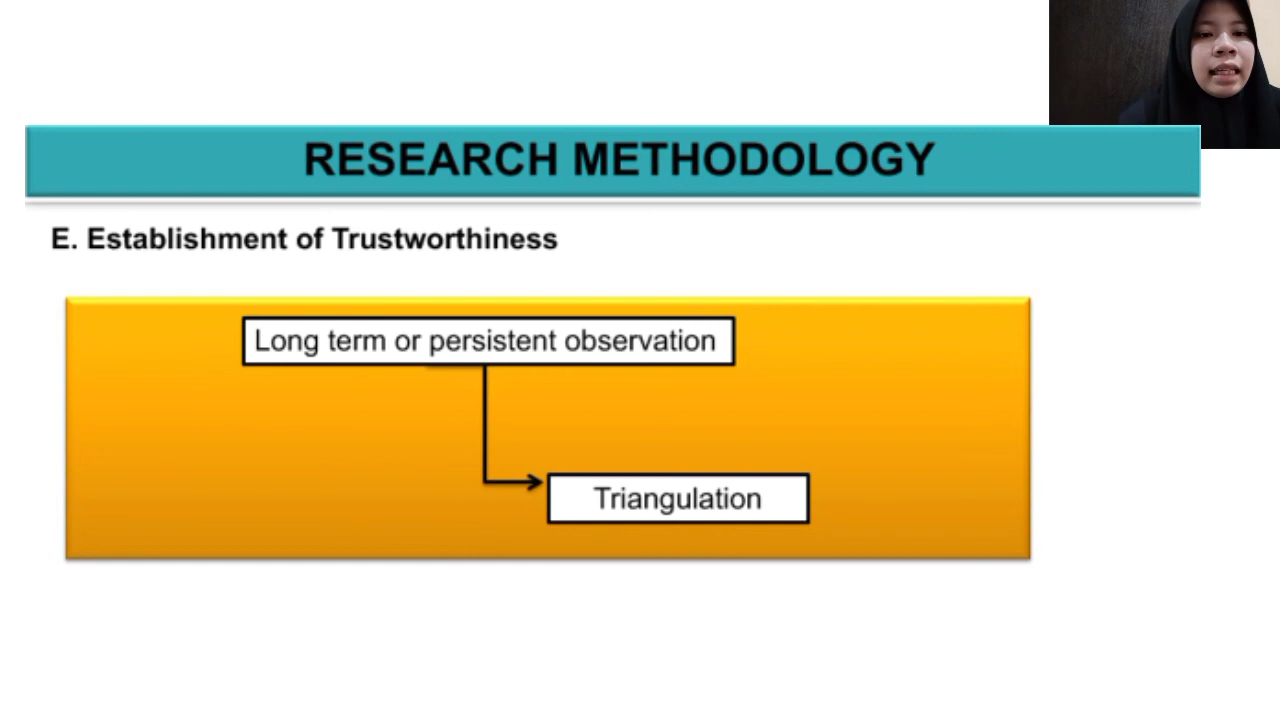 RESEARCH METHODOLOGY
E. Establishment of Trustworthiness
Long term or persistent observation
Triangulation